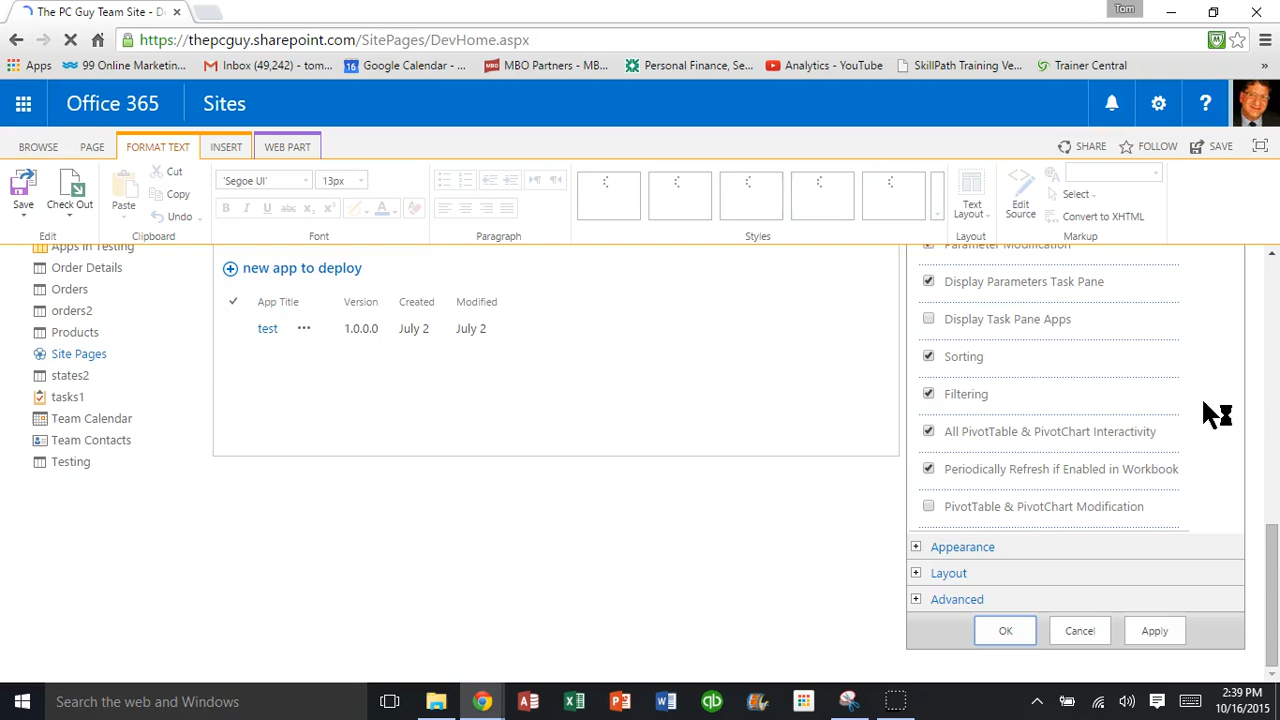 The PC Guy Team Site - De
Tom
https://thepcguy.sharepoint.com/SitePages/DevHome.aspx
Apps
99 Online Marketin...
Inbox (49,242) - tom...
16
Google Calendar - ...
MBO Partners - MB...
Personal Finance, Se...
Analytics - YouTube
SkillPath Training Ve...
Trainer Central
»
Office 365
Sites
?
BROWSE
PAGE
FORMAT TEXT
INSERT
WEB PART
SHARE
FOLLOW
SAVE
Save
Check Out
Paste
Cut
Copy
Undo
'Segoe UI'
13px
B I U abc x₂ x²
Text Layout
Edit Source
Select
Convert to XHTML
Edit
Clipboard
Font
Paragraph
Styles
Layout
Markup
Apps in Testing
Order Details
Orders
orders2
Products
Site Pages
states2
tasks1
Team Calendar
Team Contacts
Testing
new app to deploy
App Title Version Created Modified
test ••• 1.0.0.0 July 2 July 2
Parameter Modification
Display Parameters Task Pane
Display Task Pane Apps
Sorting
Filtering
All PivotTable & PivotChart Interactivity
Periodically Refresh if Enabled in Workbook
PivotTable & PivotChart Modification
Appearance
Layout
Advanced
OK
Cancel
Apply
Search the web and Windows
2:39 PM
10/16/2015